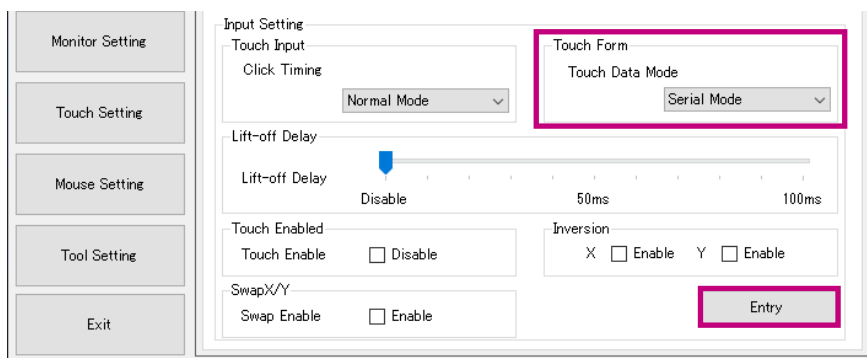 Monitor Setting
Touch Setting
Mouse Setting
Tool Setting
Exit
Input Setting
Touch Input
Click Timing
Normal Mode
Touch Form
Touch Data Mode
Serial Mode
Lift-off Delay
Lift-off Delay
Disable 50ms 100ms
Touch Enabled
Touch Enable Disable
Inversion
X Enable Y Enable
SwapX/Y
Swap Enable Enable
Entry